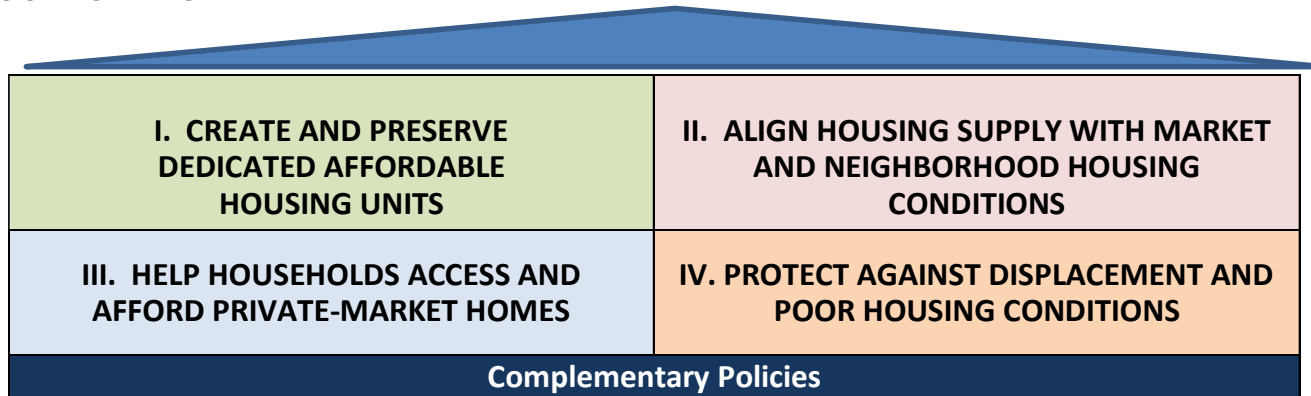 I. CREATE AND PRESERVE
DEDICATED AFFORDABLE
HOUSING UNITS
II. ALIGN HOUSING SUPPLY WITH MARKET
AND NEIGHBORHOOD HOUSING
CONDITIONS
III. HELP HOUSEHOLDS ACCESS AND
AFFORD PRIVATE-MARKET HOMES
IV. PROTECT AGAINST DISPLACEMENT AND
POOR HOUSING CONDITIONS
Complementary Policies